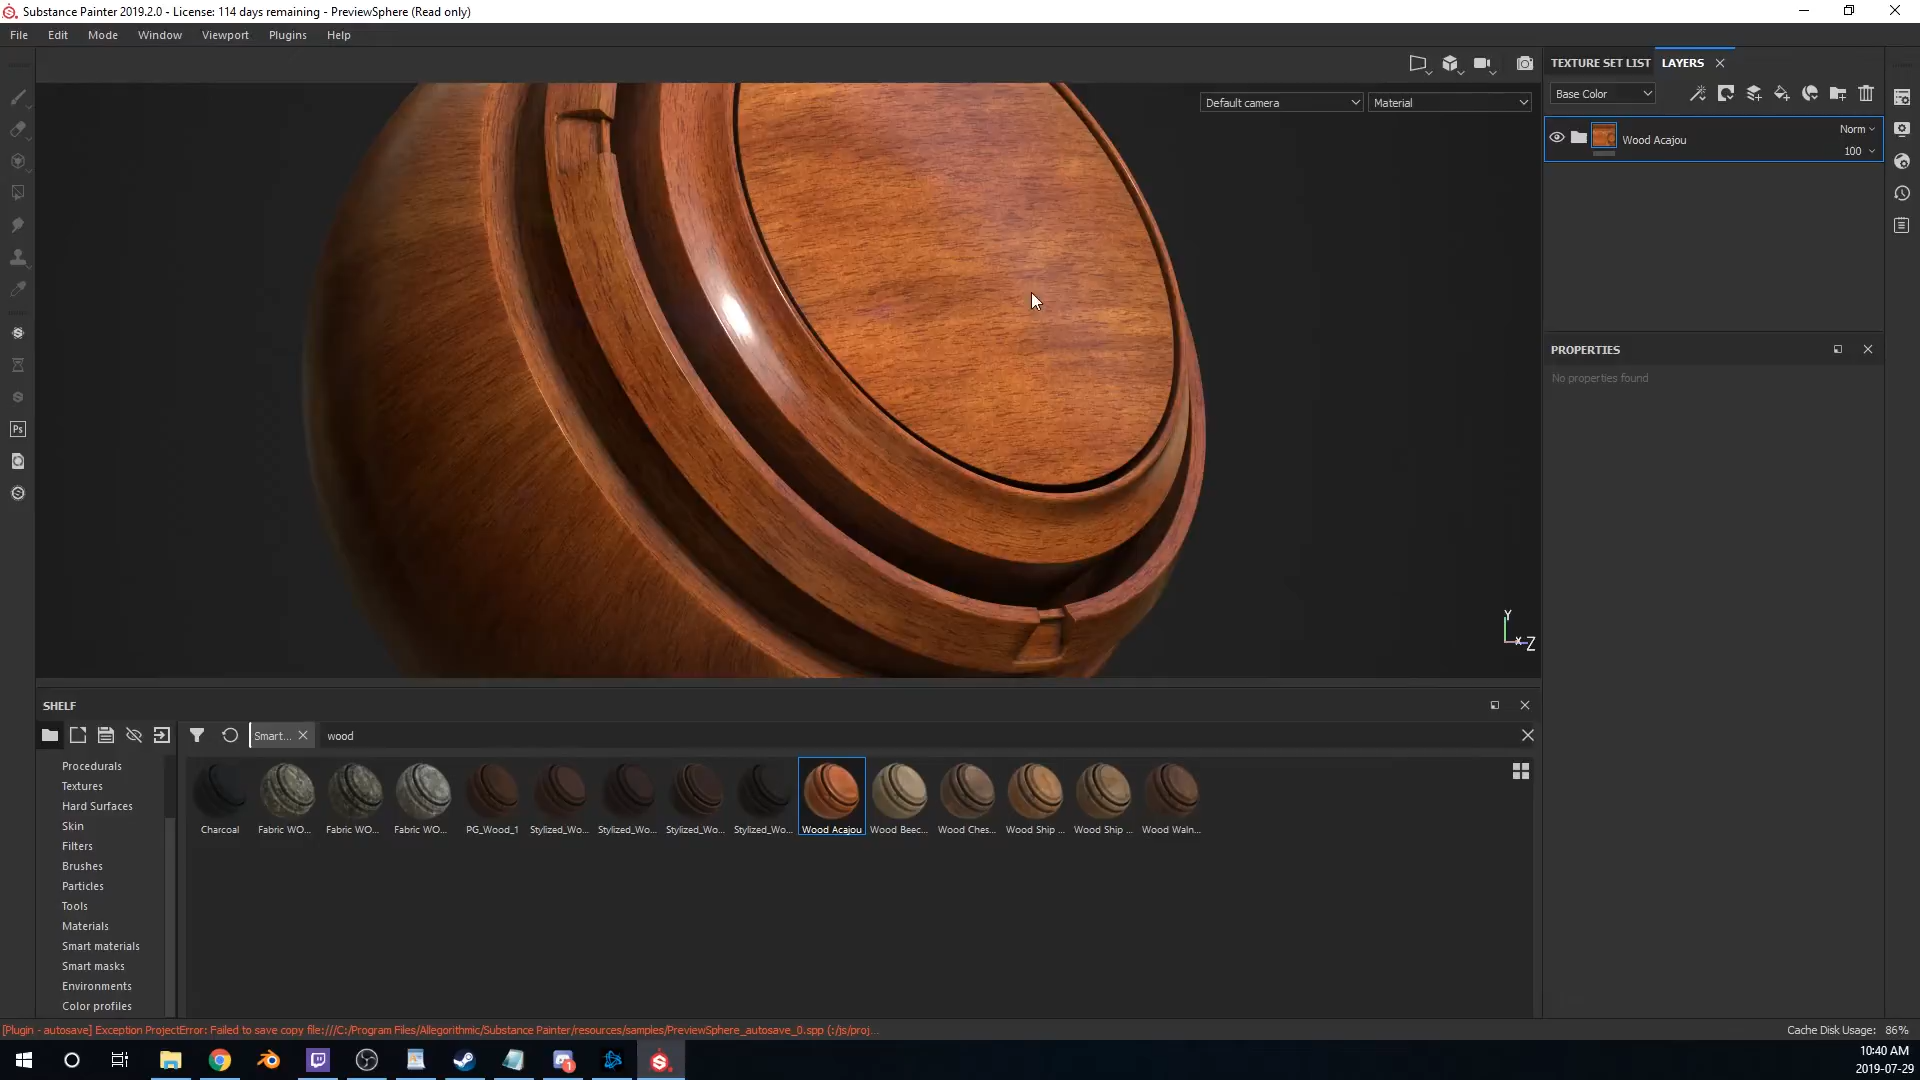 Substance Painter 2019.2.0 - License: 114 days remaining - PreviewSphere (Read only)
File Edit Mode Window Viewport Plugins Help
TEXTURE SET LIST LAYERS
Default camera Material
Base Color
Wood Acajou
Norm
100
PROPERTIES
No properties found
Y
X Z
SHELF
Smart... wood
Procedurals
Textures
Hard Surfaces
Skin
Filters
Brushes
Particles
Tools
Materials
Smart materials
Smart masks
Environments
Color profiles
Charcoal Fabric WO... Fabric WO... Fabric WO... PG_Wood_1 Stylized_Wo... Stylized_Wo... Stylized_Wo... Stylized_Wo... Wood Acajou Wood Beec... Wood Ches... Wood Ship ... Wood Ship ... Wood Waln...
[Plugin - autosave] Exception ProjectError: Failed to save copy file:///C:/Program Files/Allegorithmic/Substance Painter/resources/samples/PreviewSphere_autosave_0.spp (:/js/proj...
Cache Disk Usage: 86%
Ps
1
10:40 AM
2019-07-29